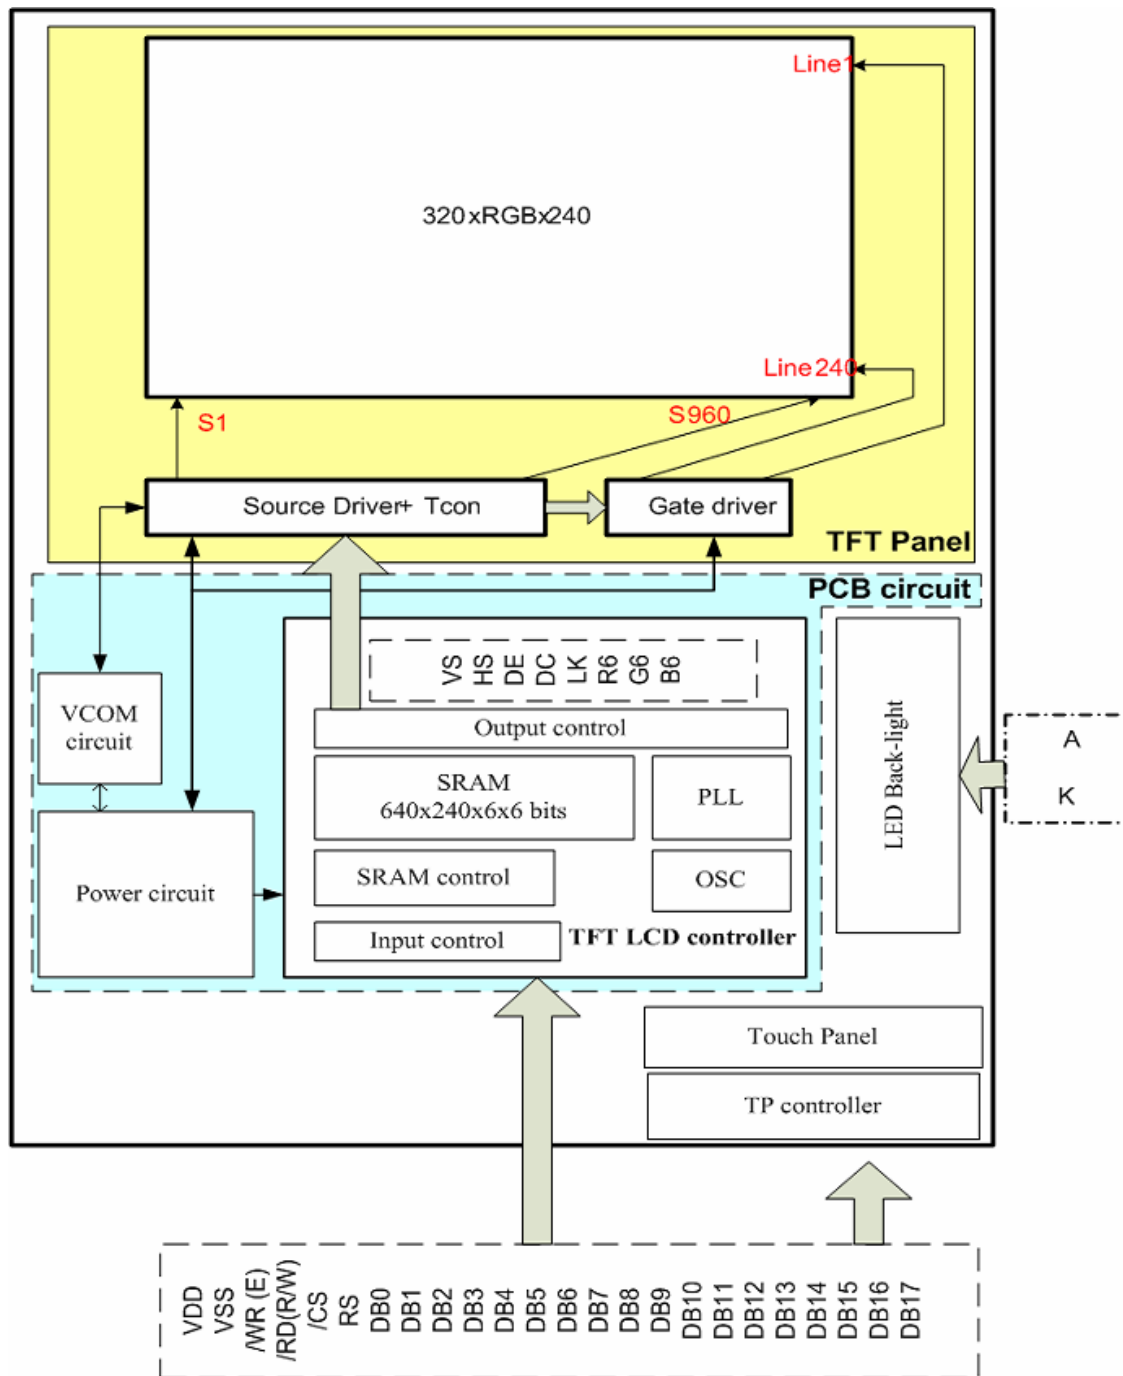 Line1
320xRGBx240
Line240
S1
S960
Source Driver+ Tcon
Gate driver
TFT Panel
PCB circuit
VS
HS
DE
DC
LK
R6
G6
B6
Output control
VCOM
circuit
SRAM
640x240x6x6 bits
PLL
LED Back-light
A
K
Power circuit
SRAM control
OSC
Input control
TFT LCD controller
Touch Panel
TP controller
VDD
VSS
/WR (E)
/RD(R/W)
/CS
RS
DB0
DB1
DB2
DB3
DB4
DB5
DB6
DB7
DB8
DB9
DB10
DB11
DB12
DB13
DB14
DB15
DB16
DB17